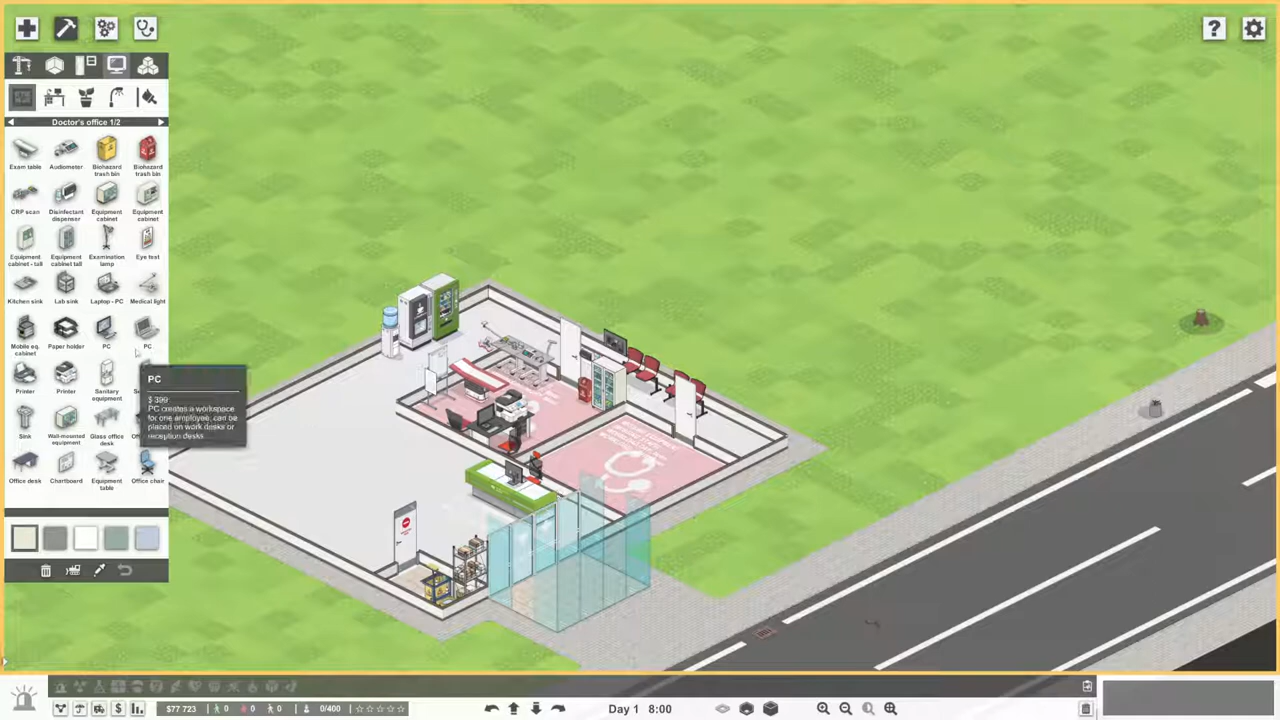 ?
Doctor's office 1/2
Exam table
Audiometer
Biohazard
trash bin
Biohazard
trash bin
CRP scan
Disinfectant
dispenser
Equipment
cabinet
Equipment
cabinet
Equipment
cabinet - tall
Equipment
cabinet tall
Examination
lamp
Eye test
Kitchen sink
Lab sink
Laptop - PC
Medical light
Mobile eq.
cabinet
Paper holder
PC
PC
Printer
Printer
Sanitary
equipment
Sink
Wall-mounted
equipment
Glass office
desk
Office desk
Chartboard
Equipment
table
Office chair
PC
$ 399
PC creates a workspace
for one employee, can be
placed on work desks or
reception desks.
$77 723
0
0
0
0/400
Day 1 8:00